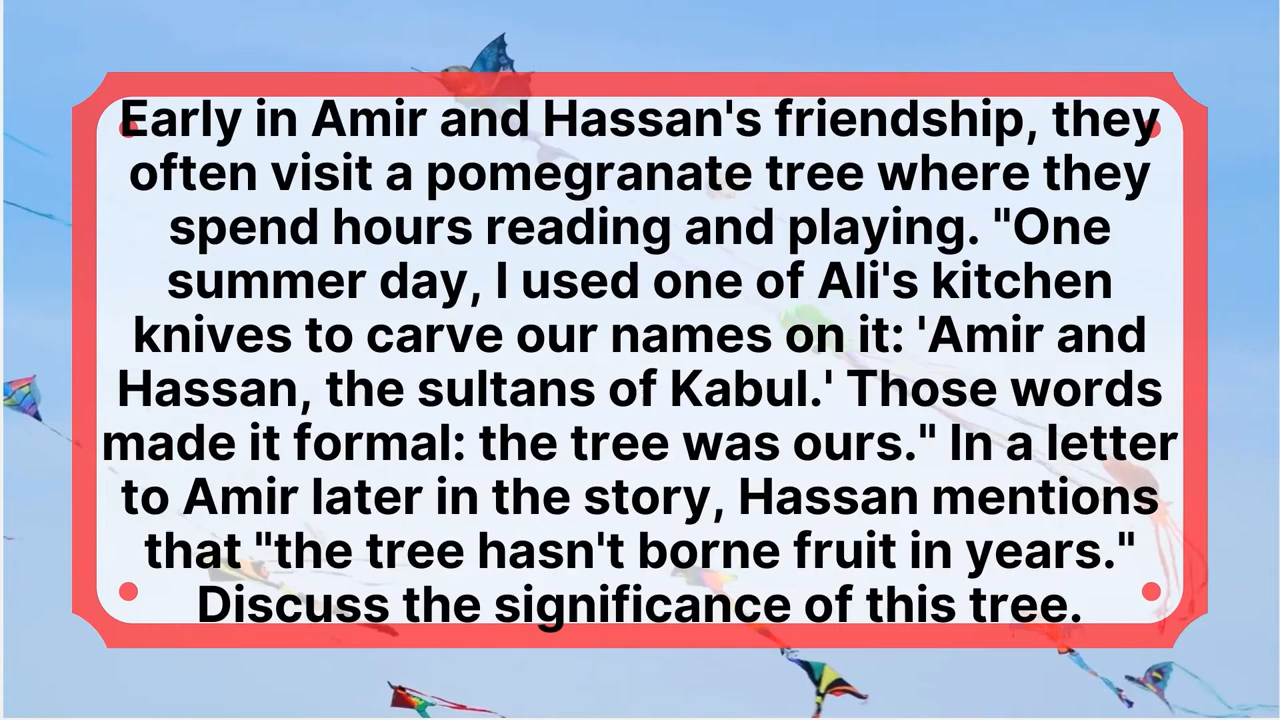 Early in Amir and Hassan's friendship, they
often visit a pomegranate tree where they
spend hours reading and playing. "One
summer day, I used one of Ali's kitchen
knives to carve our names on it: 'Amir and
Hassan, the sultans of Kabul.' Those words
made it formal: the tree was ours." In a letter
to Amir later in the story, Hassan mentions
that "the tree hasn't borne fruit in years."
Discuss the significance of this tree.